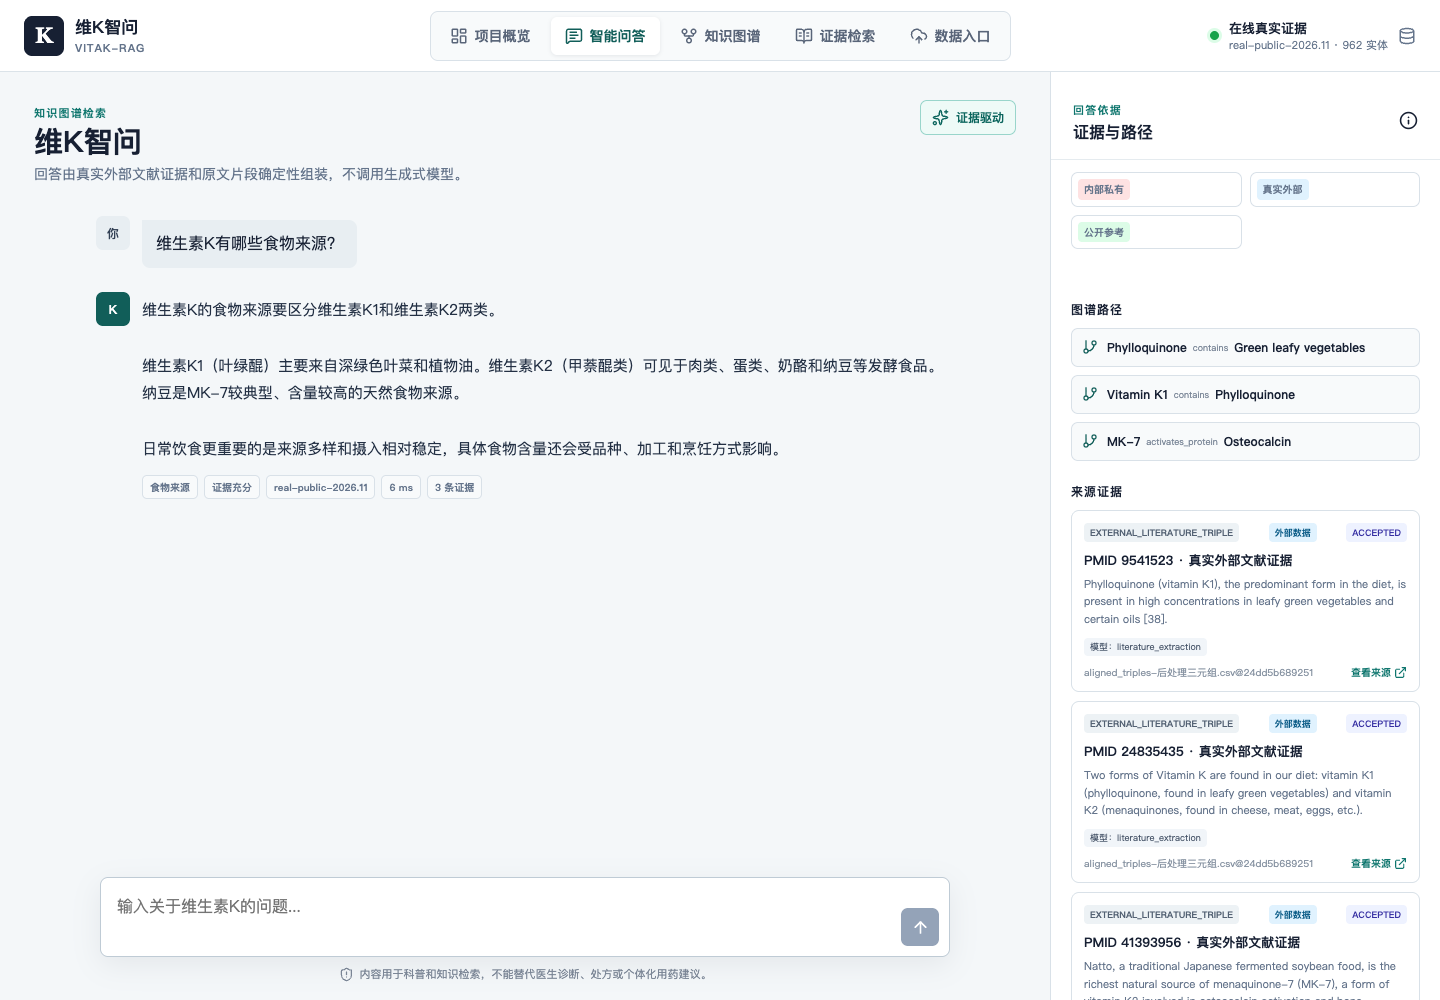 K
维K智问
VITAK-RAG
项目概览
智能问答
知识图谱
证据检索
数据入口
在线真实证据
real-public-2026.11 · 962 实体
知识图谱检索
维K智问
回答由真实外部文献证据和原文片段确定性组装，不调用生成式模型。
证据驱动
你
维生素K有哪些食物来源？
K
维生素K的食物来源要区分维生素K1和维生素K2两类。
维生素K1（叶绿醌）主要来自深绿色叶菜和植物油。维生素K2（甲萘醌类）可见于肉类、蛋类、奶酪和纳豆等发酵食品。
纳豆是MK-7较典型、含量较高的天然食物来源。
日常饮食更重要的是来源多样和摄入相对稳定，具体食物含量还会受品种、加工和烹饪方式影响。
食物来源
证据充分
real-public-2026.11
6 ms
3 条证据
输入关于维生素K的问题...
内容用于科普和知识检索，不能替代医生诊断、处方或个体化用药建议。
回答依据
证据与路径
内部私有
真实外部
公开参考
图谱路径
Phylloquinone contains Green leafy vegetables
Vitamin K1 contains Phylloquinone
MK-7 activates_protein Osteocalcin
来源证据
EXTERNAL_LITERATURE_TRIPLE 外部数据 ACCEPTED
PMID 9541523 · 真实外部文献证据
Phylloquinone (vitamin K1), the predominant form in the diet, is
present in high concentrations in leafy green vegetables and
certain oils [38].
模型：literature_extraction
aligned_triples-后处理三元组.csv@24dd5b689251 查看来源
EXTERNAL_LITERATURE_TRIPLE 外部数据 ACCEPTED
PMID 24835435 · 真实外部文献证据
Two forms of Vitamin K are found in our diet: vitamin K1
(phylloquinone, found in leafy green vegetables) and vitamin
K2 (menaquinones, found in cheese, meat, eggs, etc.).
模型：literature_extraction
aligned_triples-后处理三元组.csv@24dd5b689251 查看来源
EXTERNAL_LITERATURE_TRIPLE 外部数据 ACCEPTED
PMID 41393956 · 真实外部文献证据
Natto, a traditional Japanese fermented soybean food, is the
richest natural source of menaquinone-7 (MK-7), a form of
vitamin K2 involved in osteocalcin activation and bone